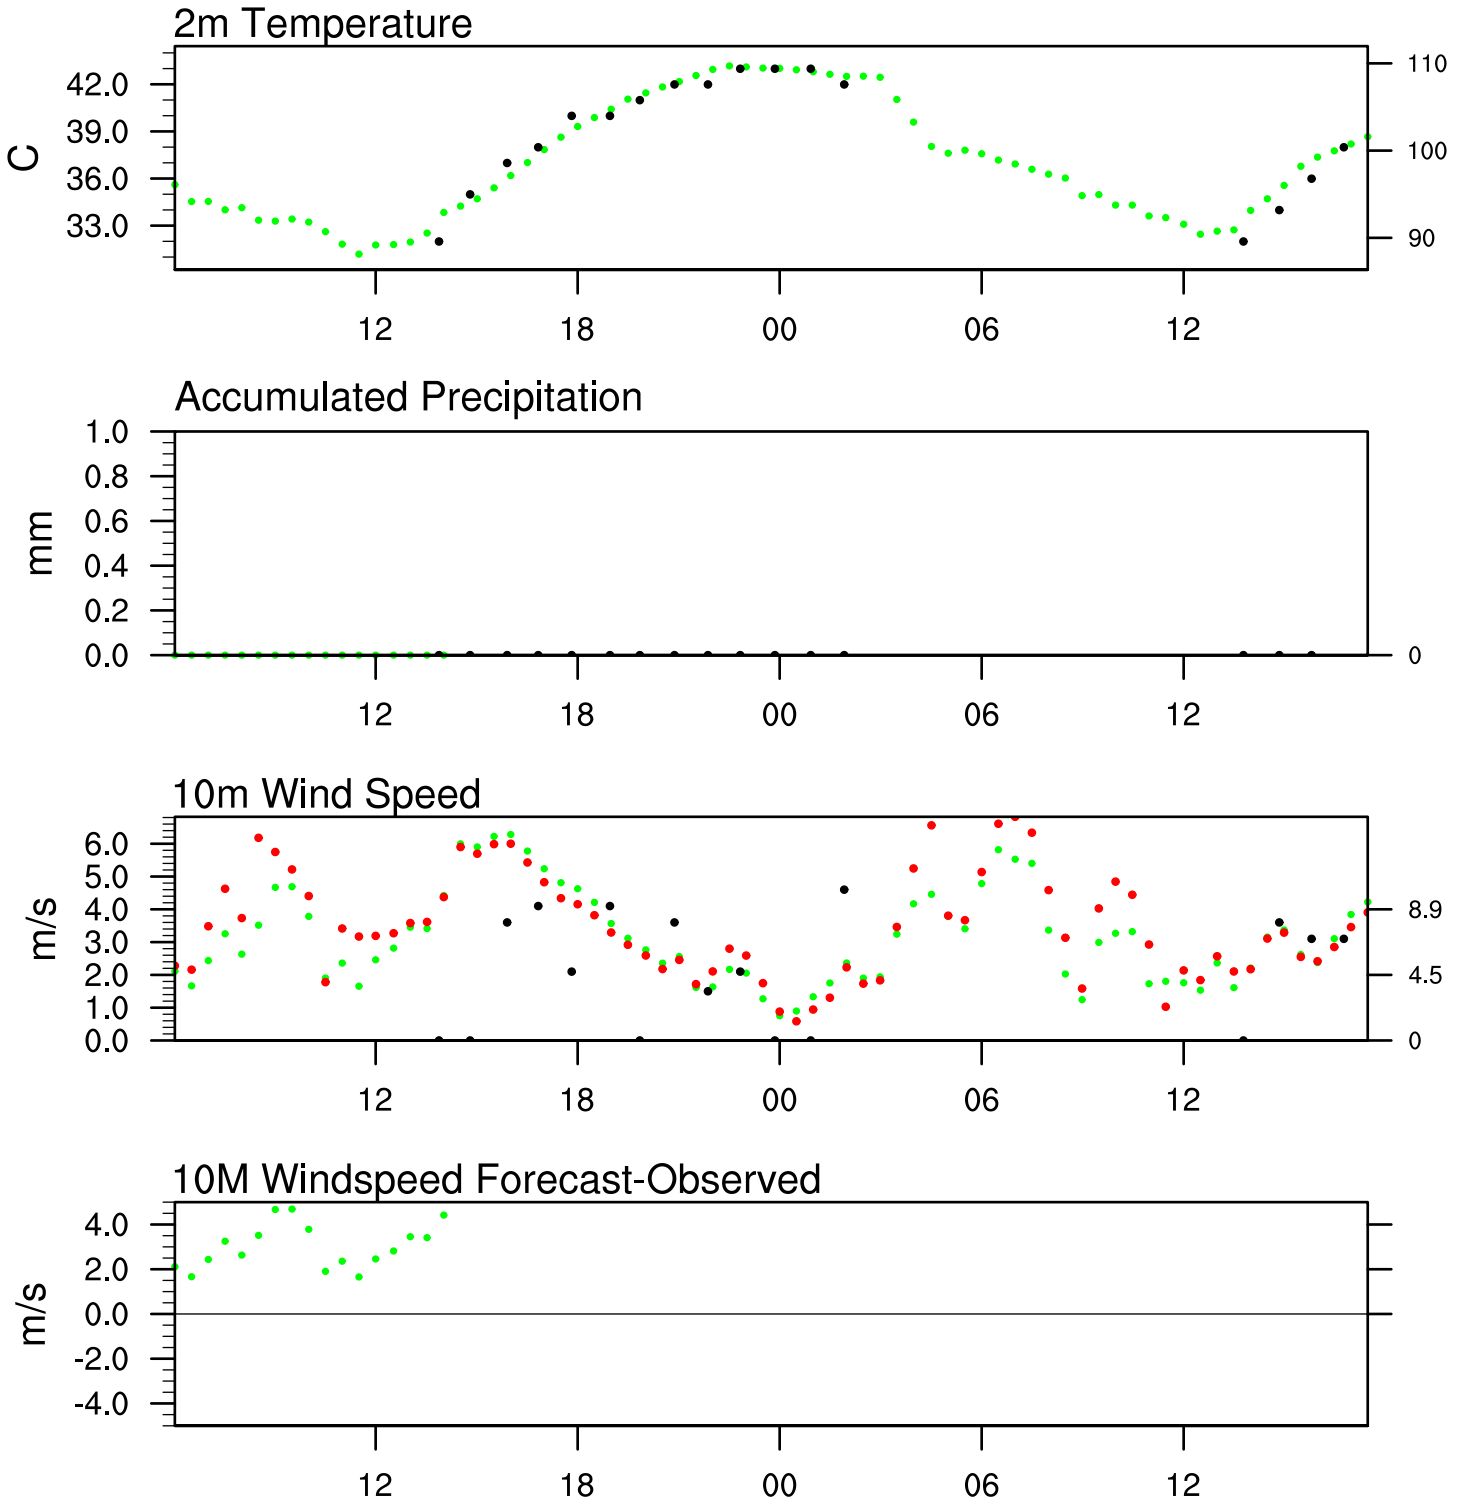 2m Temperature
42.0
39.0
36.0
33.0
C
110
100
90
12 18 00 06 12
Accumulated Precipitation
1.0
0.8
0.6
0.4
0.2
0.0
mm
0
12 18 00 06 12
10m Wind Speed
6.0
5.0
4.0
3.0
2.0
1.0
0.0
m/s
8.9
4.5
0
12 18 00 06 12
10M Windspeed Forecast-Observed
4.0
2.0
0.0
-2.0
-4.0
m/s
12 18 00 06 12